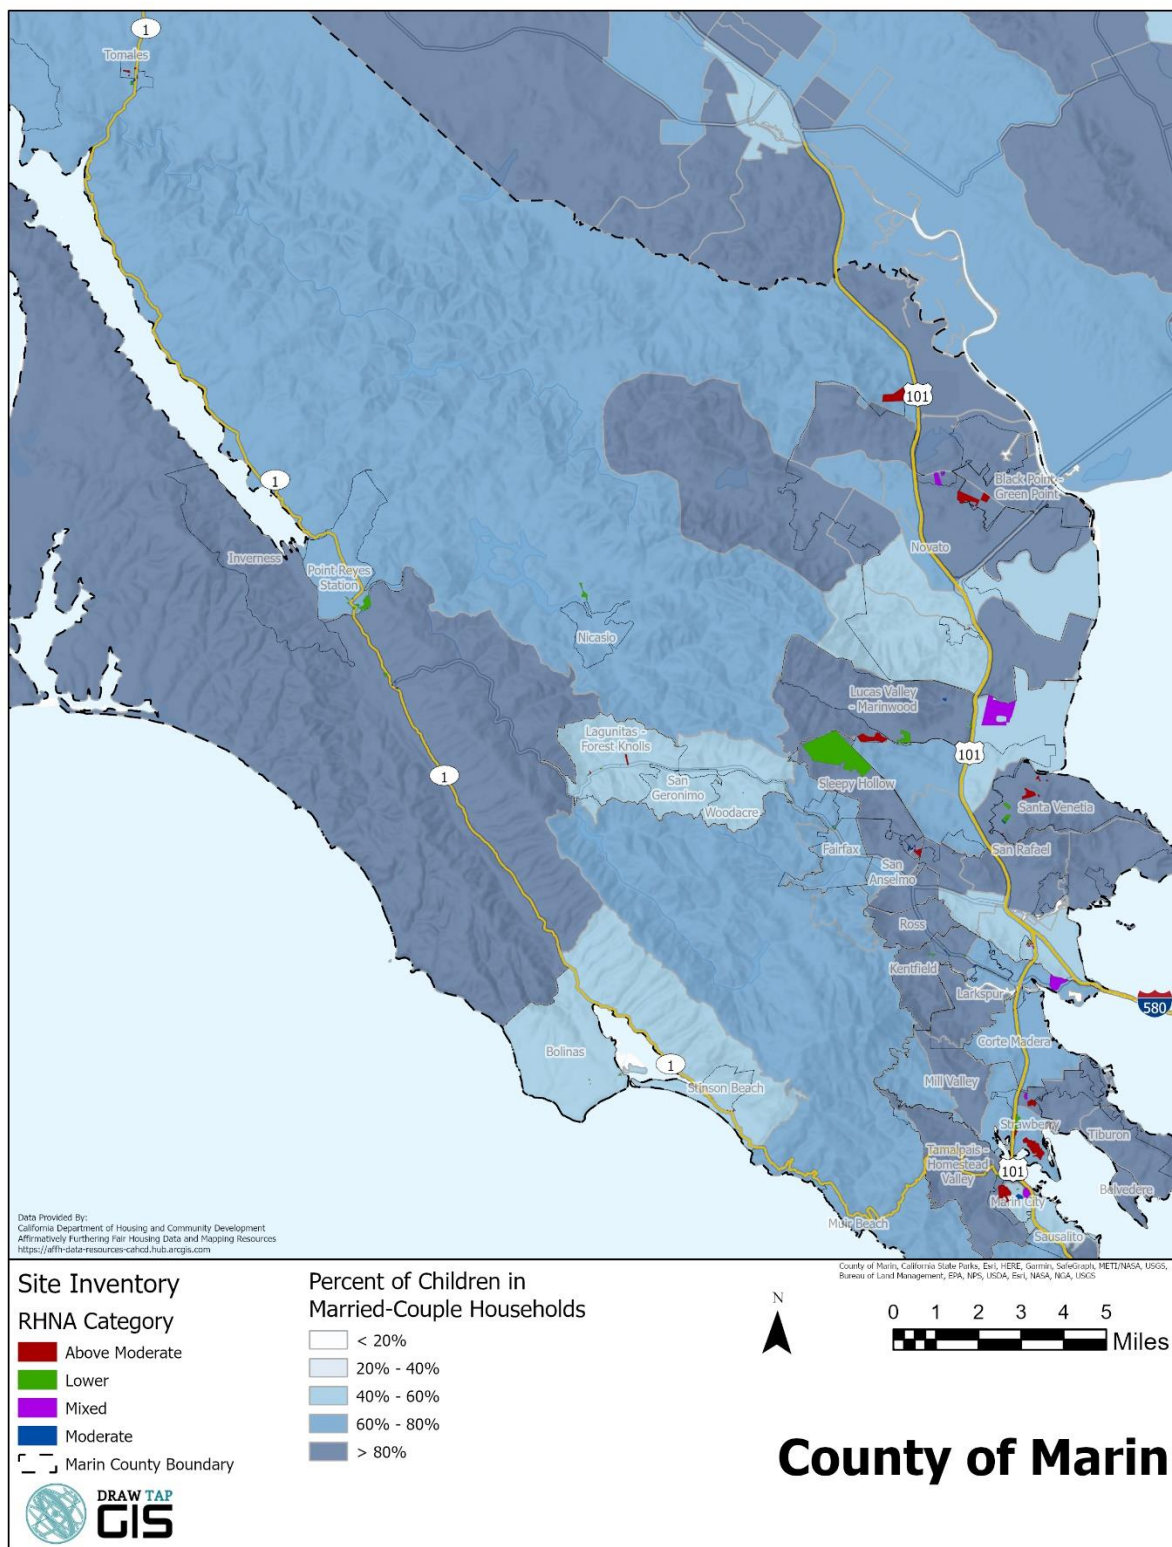 1
Tomales
101
Black Point -
Green Point
1
Novato
Inverness
Point Reyes
Station
Nicasio
Lucas Valley
- Marinwood
Lagunitas -
Forest Knolls
101
1
San
Geronimo
Sleepy Hollow
Woodacre
Santa Venetia
Fairfax
San Rafael
San
Anselmo
Ross
Kentfield
Larkspur
580
Corte Madera
Bolinas
1
Mill Valley
Stinson Beach
Strawberry
Tiburon
Tamalpais -
Homestead
Valley
101
Belvedere
Marin City
Muir Beach
Sausalito
Data Provided By:
California Department of Housing and Community Development
Affirmatively Furthering Fair Housing Data and Mapping Resources
https://affh-data-resources-cahcd.hub.arcgis.com
County of Marin, California State Parks, Esri, HERE, Garmin, SafeGraph, METI/NASA, USGS,
Bureau of Land Management, EPA, NPS, USDA, Esri, NASA, NGA, USGS
Site Inventory
RHNA Category
Above Moderate
Lower
Mixed
Moderate
Marin County Boundary
Percent of Children in
Married-Couple Households
< 20%
20% - 40%
40% - 60%
60% - 80%
> 80%
N
0 1 2 3 4 5
Miles
County of Marin
DRAW TAP
GIS